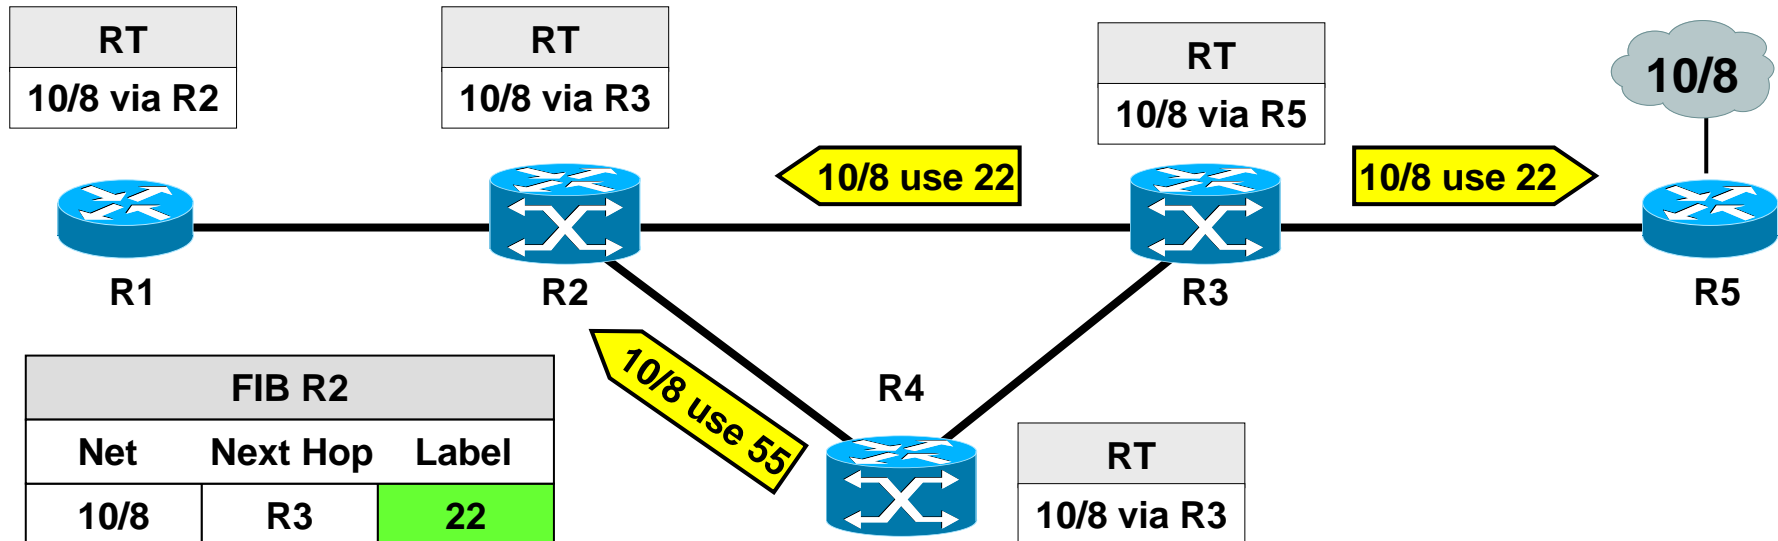 RT
10/8 via R2
RT
10/8 via R3
RT
10/8 via R5
10/8
10/8 use 22
10/8 use 22
R1
R2
R3
R5
10/8 use 55
R4
FIB R2
Net Next Hop Label
10/8 R3 22
RT
10/8 via R3